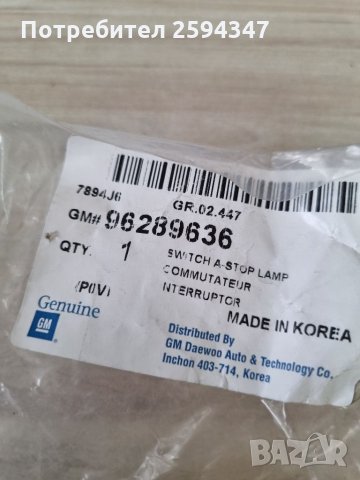 Потребител 2594347
7894J6
GR.02.447
GM# 96289636
QTY. 1
SWITCH A-STOP LAMP
COMMUTATEUR
INTERRUPTOR
(P0V)
MADE IN KOREA
Genuine
GM
Distributed By
GM Daewoo Auto & Technology Co.
Inchon 403-714, Korea
BAZAR